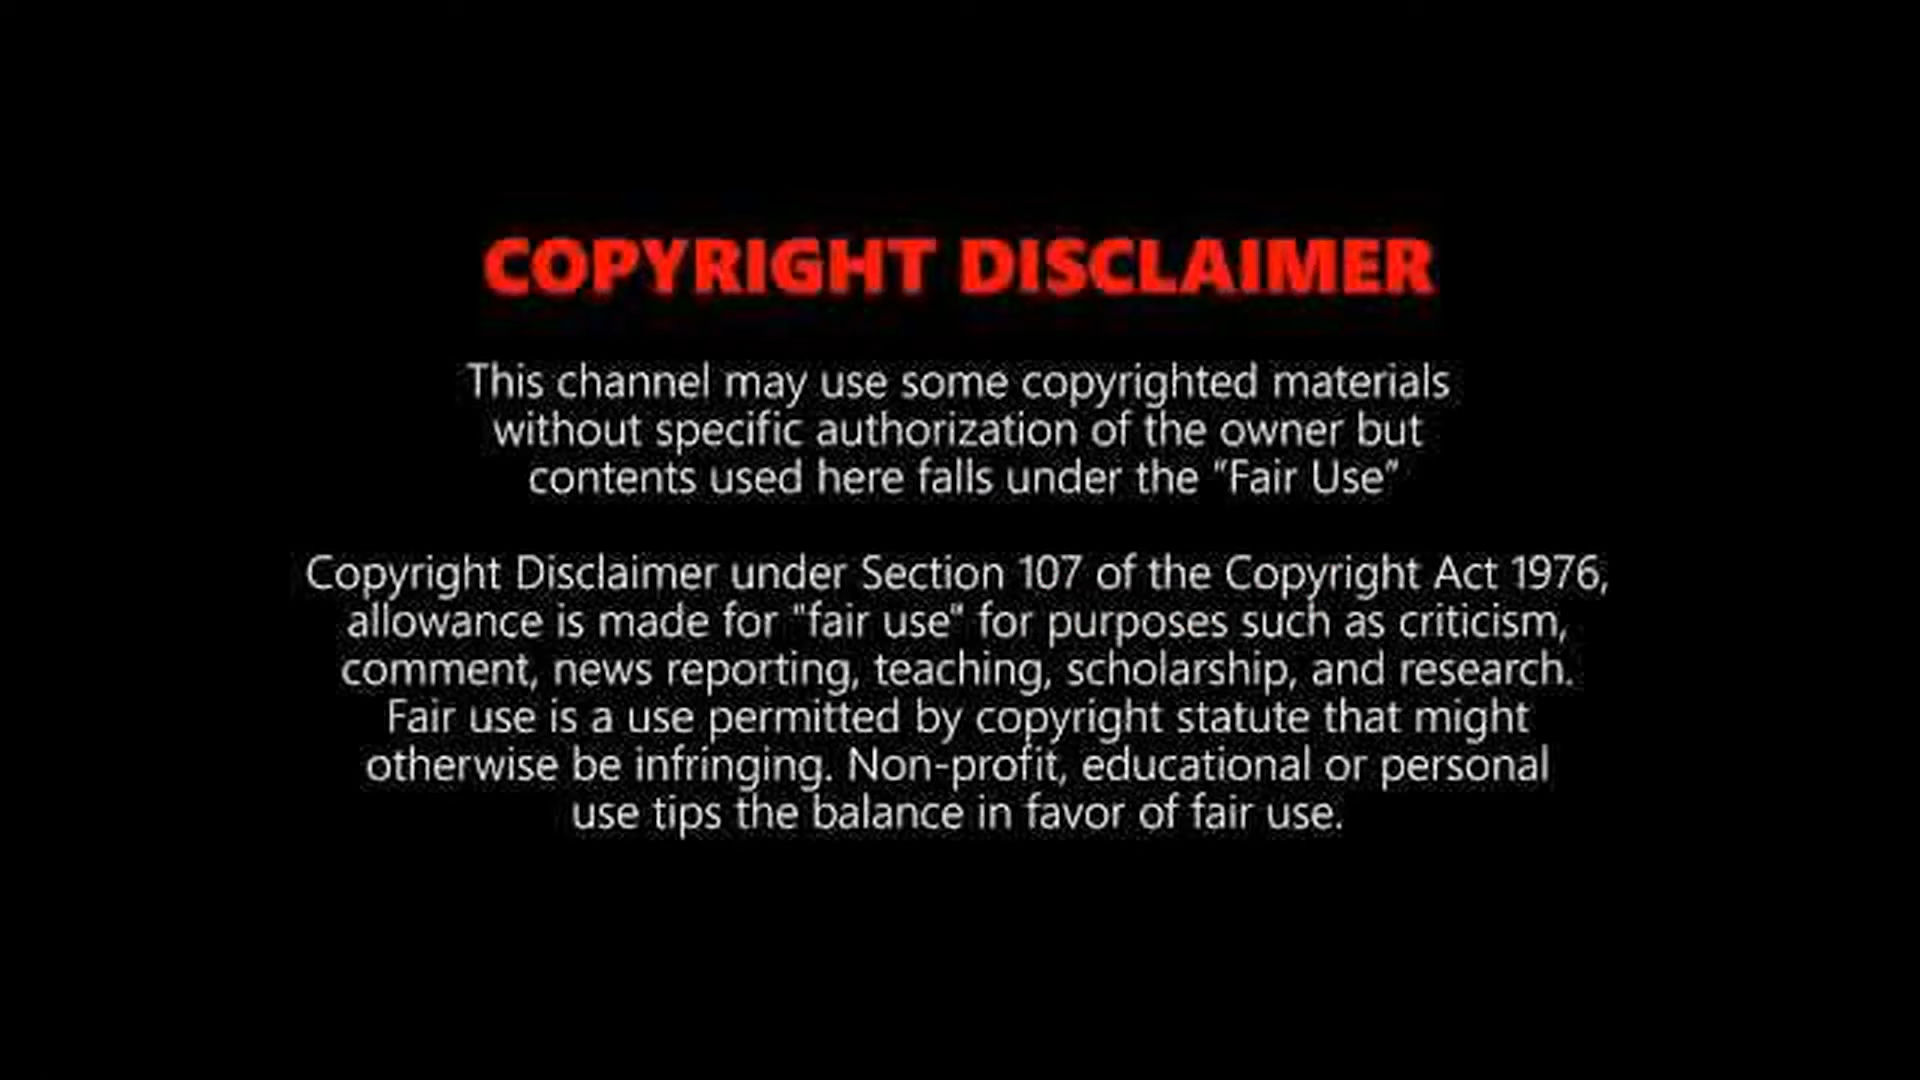 COPYRIGHT DISCLAIMER
This channel may use some copyrighted materials
without specific authorization of the owner but
contents used here falls under the "Fair Use"
Copyright Disclaimer under Section 107 of the Copyright Act 1976,
allowance is made for "fair use" for purposes such as criticism,
comment, news reporting, teaching, scholarship, and research.
Fair use is a use permitted by copyright statute that might
otherwise be infringing. Non-profit, educational or personal
use tips the balance in favor of fair use.